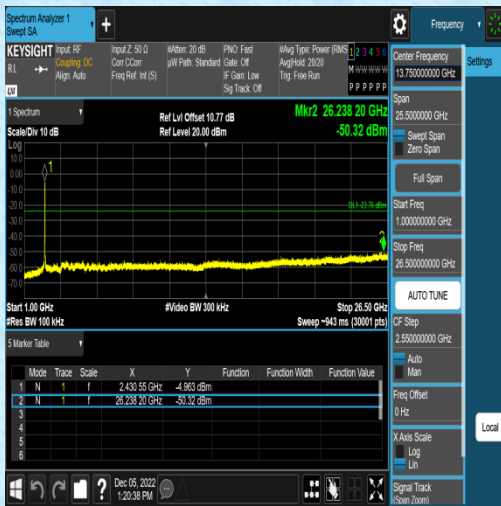 Spectrum Analyzer 1
Swept SA
+
Frequency
KEYSIGHT
RL
Input: RF
Coupling: DC
Align: Auto
Input Z: 50 Ω
Corr CCorr
Freq Ref: Int (S)
#Atten: 20 dB
µW Path: Standard
PNO: Fast
Gate: Off
IF Gain: Low
Sig Track: Off
#Avg Type: Power (RMS
Avg|Hold: 20/20
Trig: Free Run
1 2 3 4 5 6
M W W W W W
P P P P P P
LXI
1 Spectrum
Scale/Div 10 dB
Ref Lvl Offset 10.77 dB
Ref Level 20.00 dBm
Mkr2 26.238 20 GHz
-50.32 dBm
Log
10.0
0.00
-10.0
-20.0
-30.0
-40.0
-50.0
-60.0
-70.0
1
DL1 -23.78 dBm
2
Start 1.00 GHz
#Res BW 100 kHz
#Video BW 300 kHz
Stop 26.50 GHz
Sweep ~943 ms (30001 pts)
5 Marker Table
Mode Trace Scale X Y Function Function Width Function Value
1 N 1 f 2.430 55 GHz -4.963 dBm
2 N 1 f 26.238 20 GHz -50.32 dBm
3
4
5
6
?
Dec 05, 2022
1:20:38 PM
Center Frequency
13.750000000 GHz
Span
25.5000000 GHz
Swept Span
Zero Span
Full Span
Start Freq
1.000000000 GHz
Stop Freq
26.500000000 GHz
AUTO TUNE
CF Step
2.550000000 GHz
Auto
Man
Freq Offset
0 Hz
X Axis Scale
Log
Lin
Signal Track
(Span Zoom)
Settings
Local